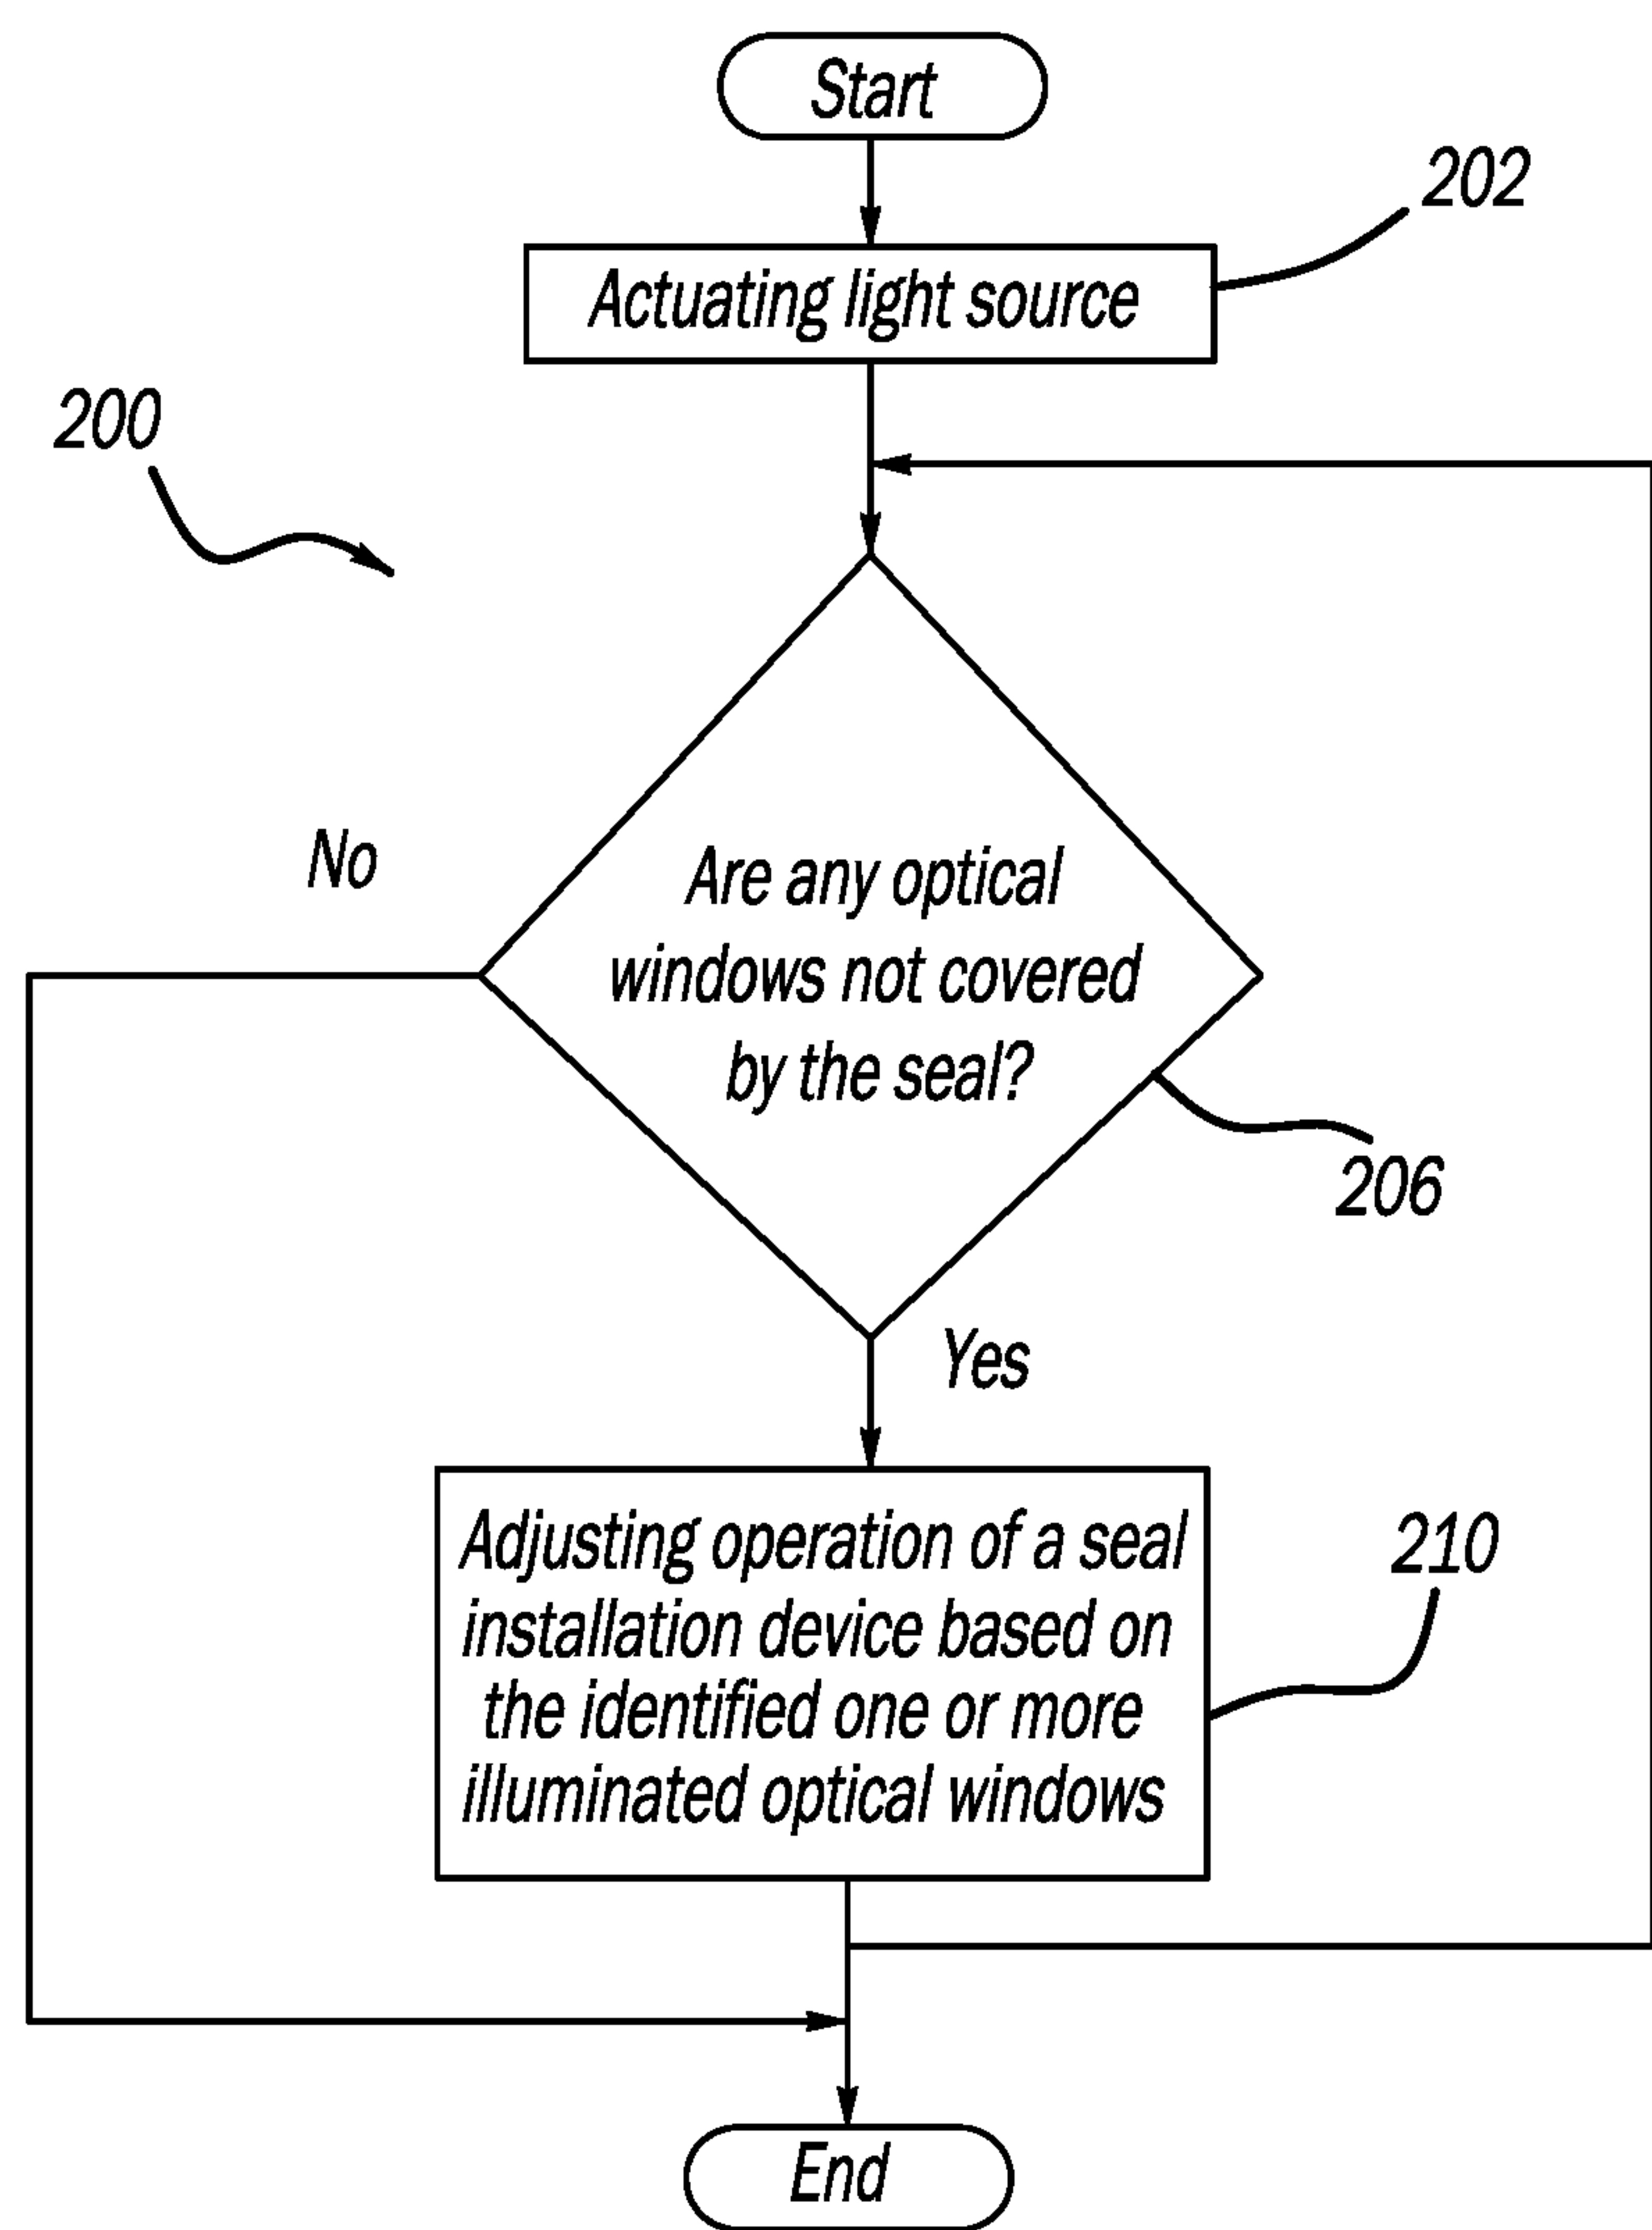 Start
202
Actuating light source
200
No
Are any optical
windows not covered
by the seal?
206
Yes
Adjusting operation of a seal
installation device based on
the identified one or more
illuminated optical windows
210
End